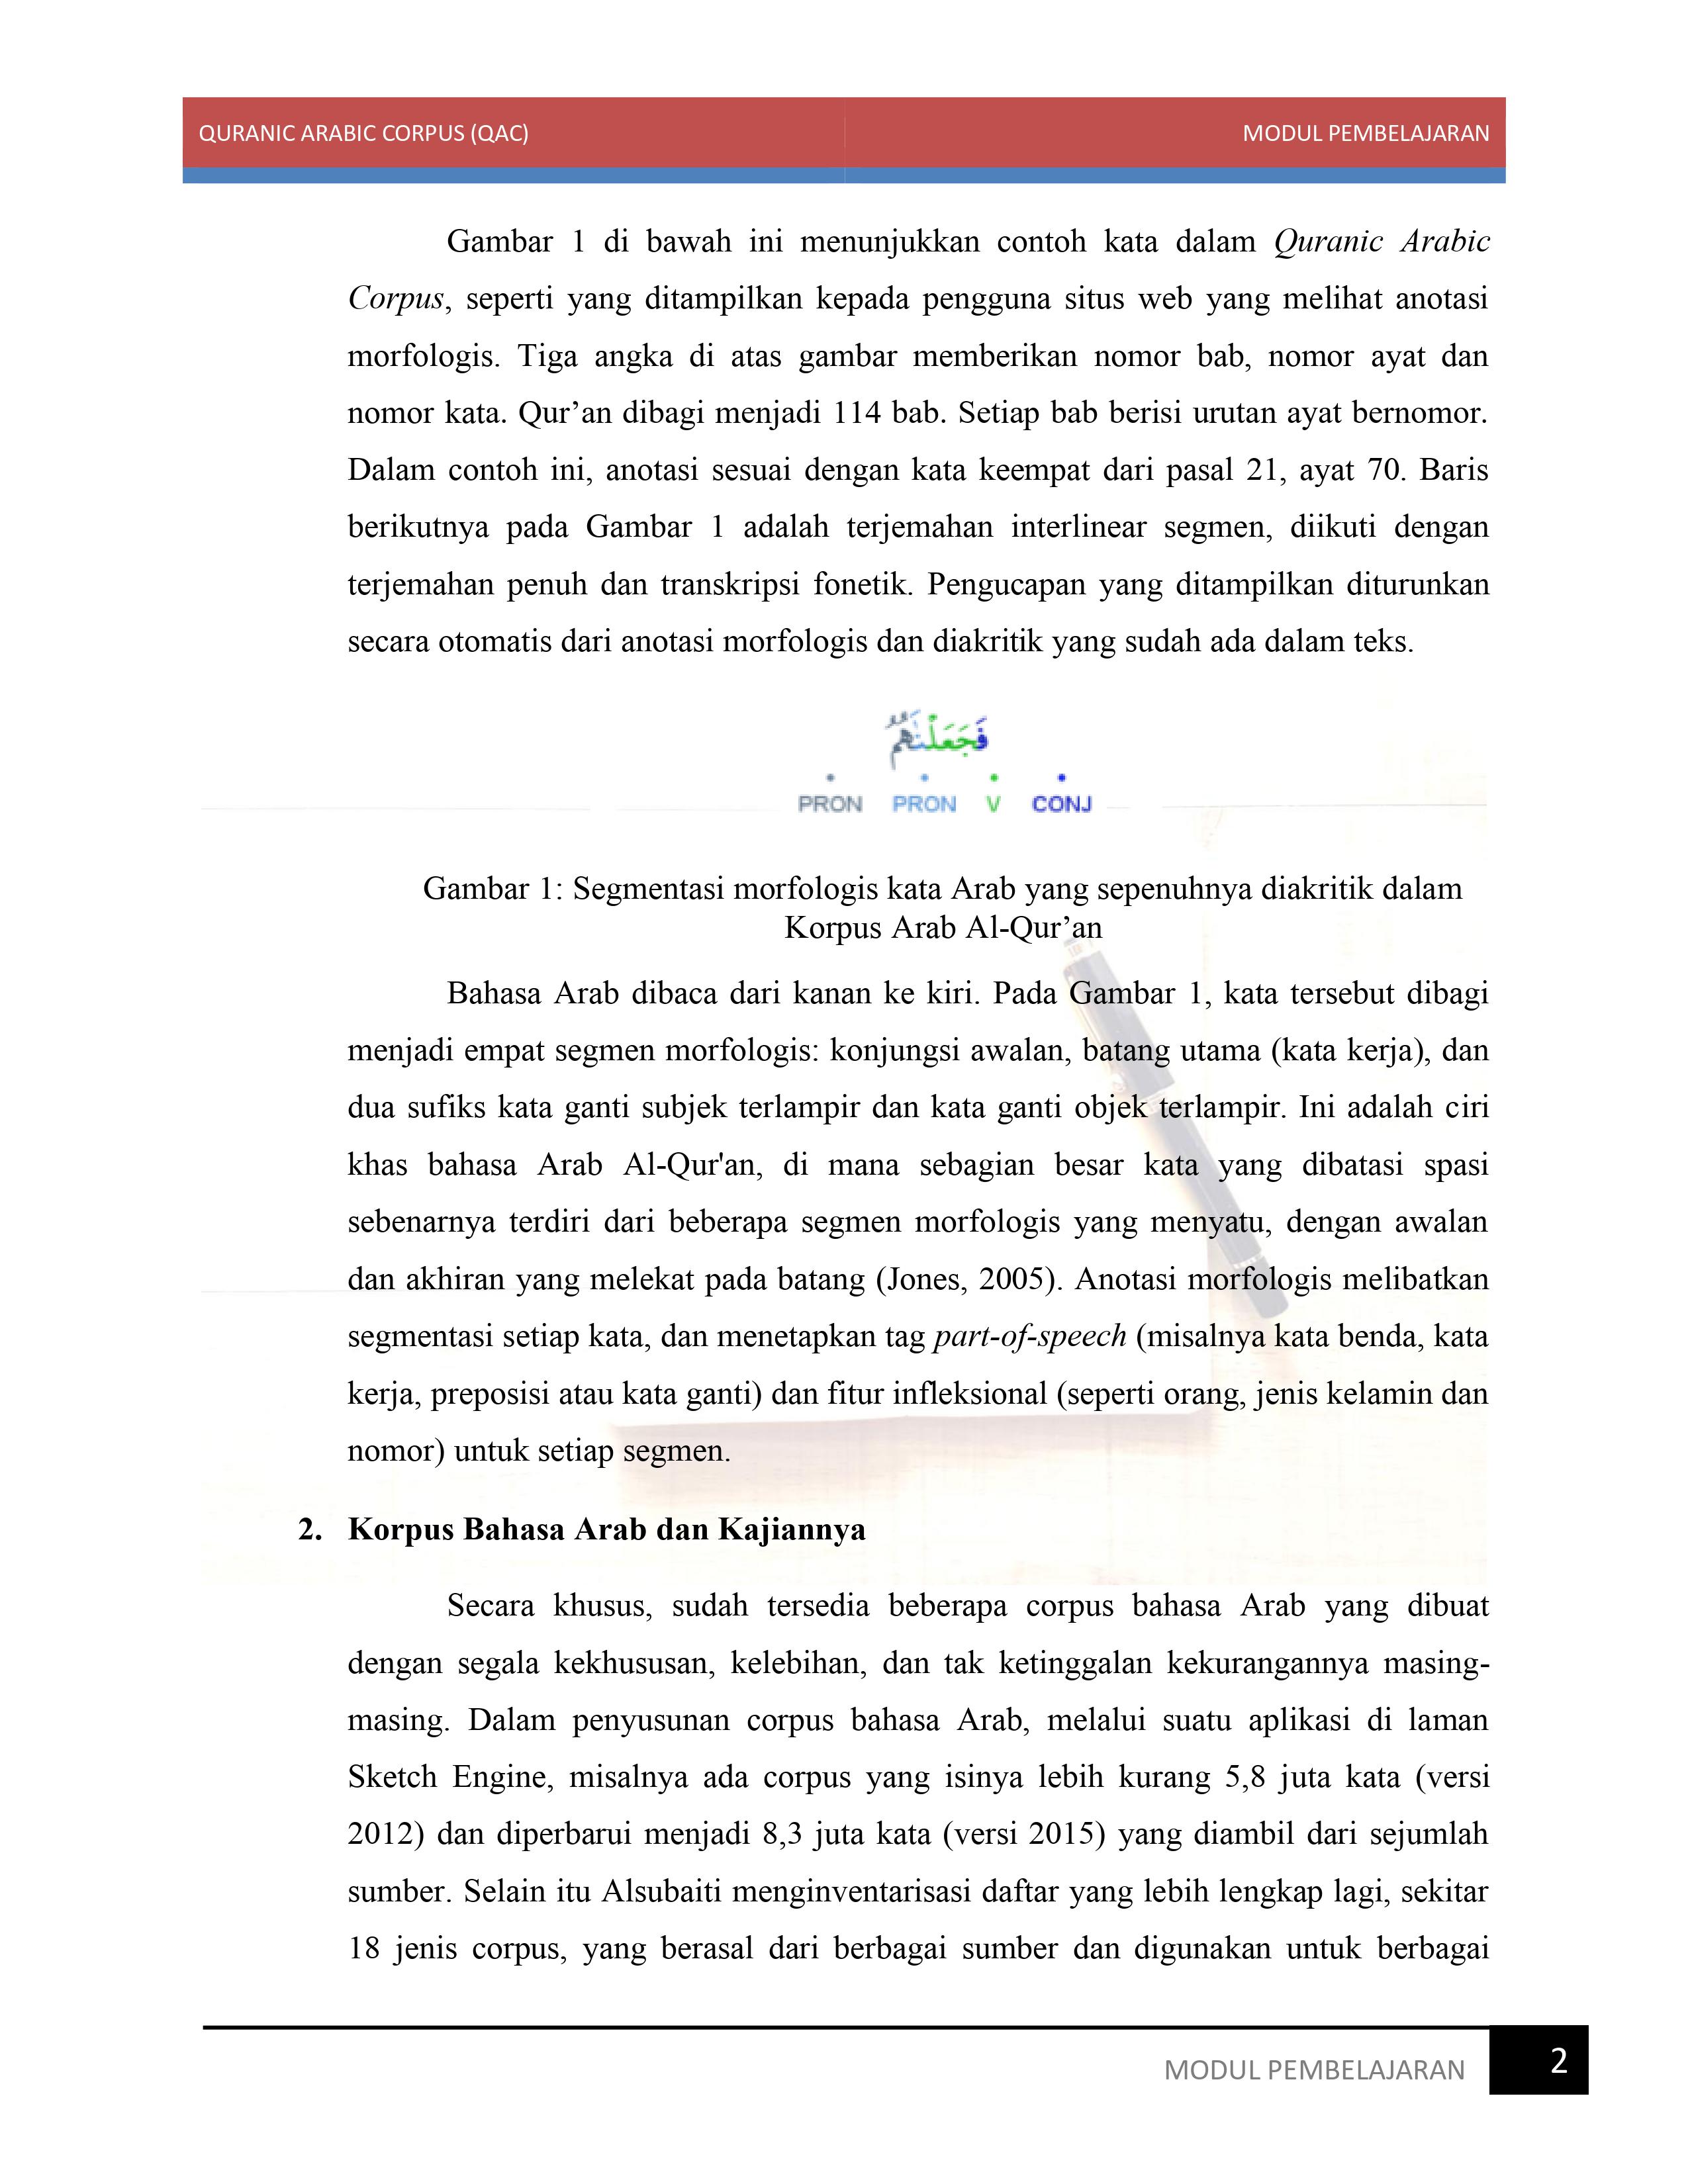 QURANIC ARABIC CORPUS (QAC) MODUL PEMBELAJARAN
Gambar 1 di bawah ini menunjukkan contoh kata dalam Quranic Arabic
Corpus, seperti yang ditampilkan kepada pengguna situs web yang melihat anotasi
morfologis. Tiga angka di atas gambar memberikan nomor bab, nomor ayat dan
nomor kata. Qur’an dibagi menjadi 114 bab. Setiap bab berisi urutan ayat bernomor.
Dalam contoh ini, anotasi sesuai dengan kata keempat dari pasal 21, ayat 70. Baris
berikutnya pada Gambar 1 adalah terjemahan interlinear segmen, diikuti dengan
terjemahan penuh dan transkripsi fonetik. Pengucapan yang ditampilkan diturunkan
secara otomatis dari anotasi morfologis dan diakritik yang sudah ada dalam teks.
فَجَعَلْنَٰهُمُ
PRON PRON V CONJ
Gambar 1: Segmentasi morfologis kata Arab yang sepenuhnya diakritik dalam
Korpus Arab Al-Qur’an
Bahasa Arab dibaca dari kanan ke kiri. Pada Gambar 1, kata tersebut dibagi
menjadi empat segmen morfologis: konjungsi awalan, batang utama (kata kerja), dan
dua sufiks kata ganti subjek terlampir dan kata ganti objek terlampir. Ini adalah ciri
khas bahasa Arab Al-Qur'an, di mana sebagian besar kata yang dibatasi spasi
sebenarnya terdiri dari beberapa segmen morfologis yang menyatu, dengan awalan
dan akhiran yang melekat pada batang (Jones, 2005). Anotasi morfologis melibatkan
segmentasi setiap kata, dan menetapkan tag part-of-speech (misalnya kata benda, kata
kerja, preposisi atau kata ganti) dan fitur infleksional (seperti orang, jenis kelamin dan
nomor) untuk setiap segmen.
2. Korpus Bahasa Arab dan Kajiannya
Secara khusus, sudah tersedia beberapa corpus bahasa Arab yang dibuat
dengan segala kekhususan, kelebihan, dan tak ketinggalan kekurangannya masing-
masing. Dalam penyusunan corpus bahasa Arab, melalui suatu aplikasi di laman
Sketch Engine, misalnya ada corpus yang isinya lebih kurang 5,8 juta kata (versi
2012) dan diperbarui menjadi 8,3 juta kata (versi 2015) yang diambil dari sejumlah
sumber. Selain itu Alsubaiti menginventarisasi daftar yang lebih lengkap lagi, sekitar
18 jenis corpus, yang berasal dari berbagai sumber dan digunakan untuk berbagai
MODUL PEMBELAJARAN 2